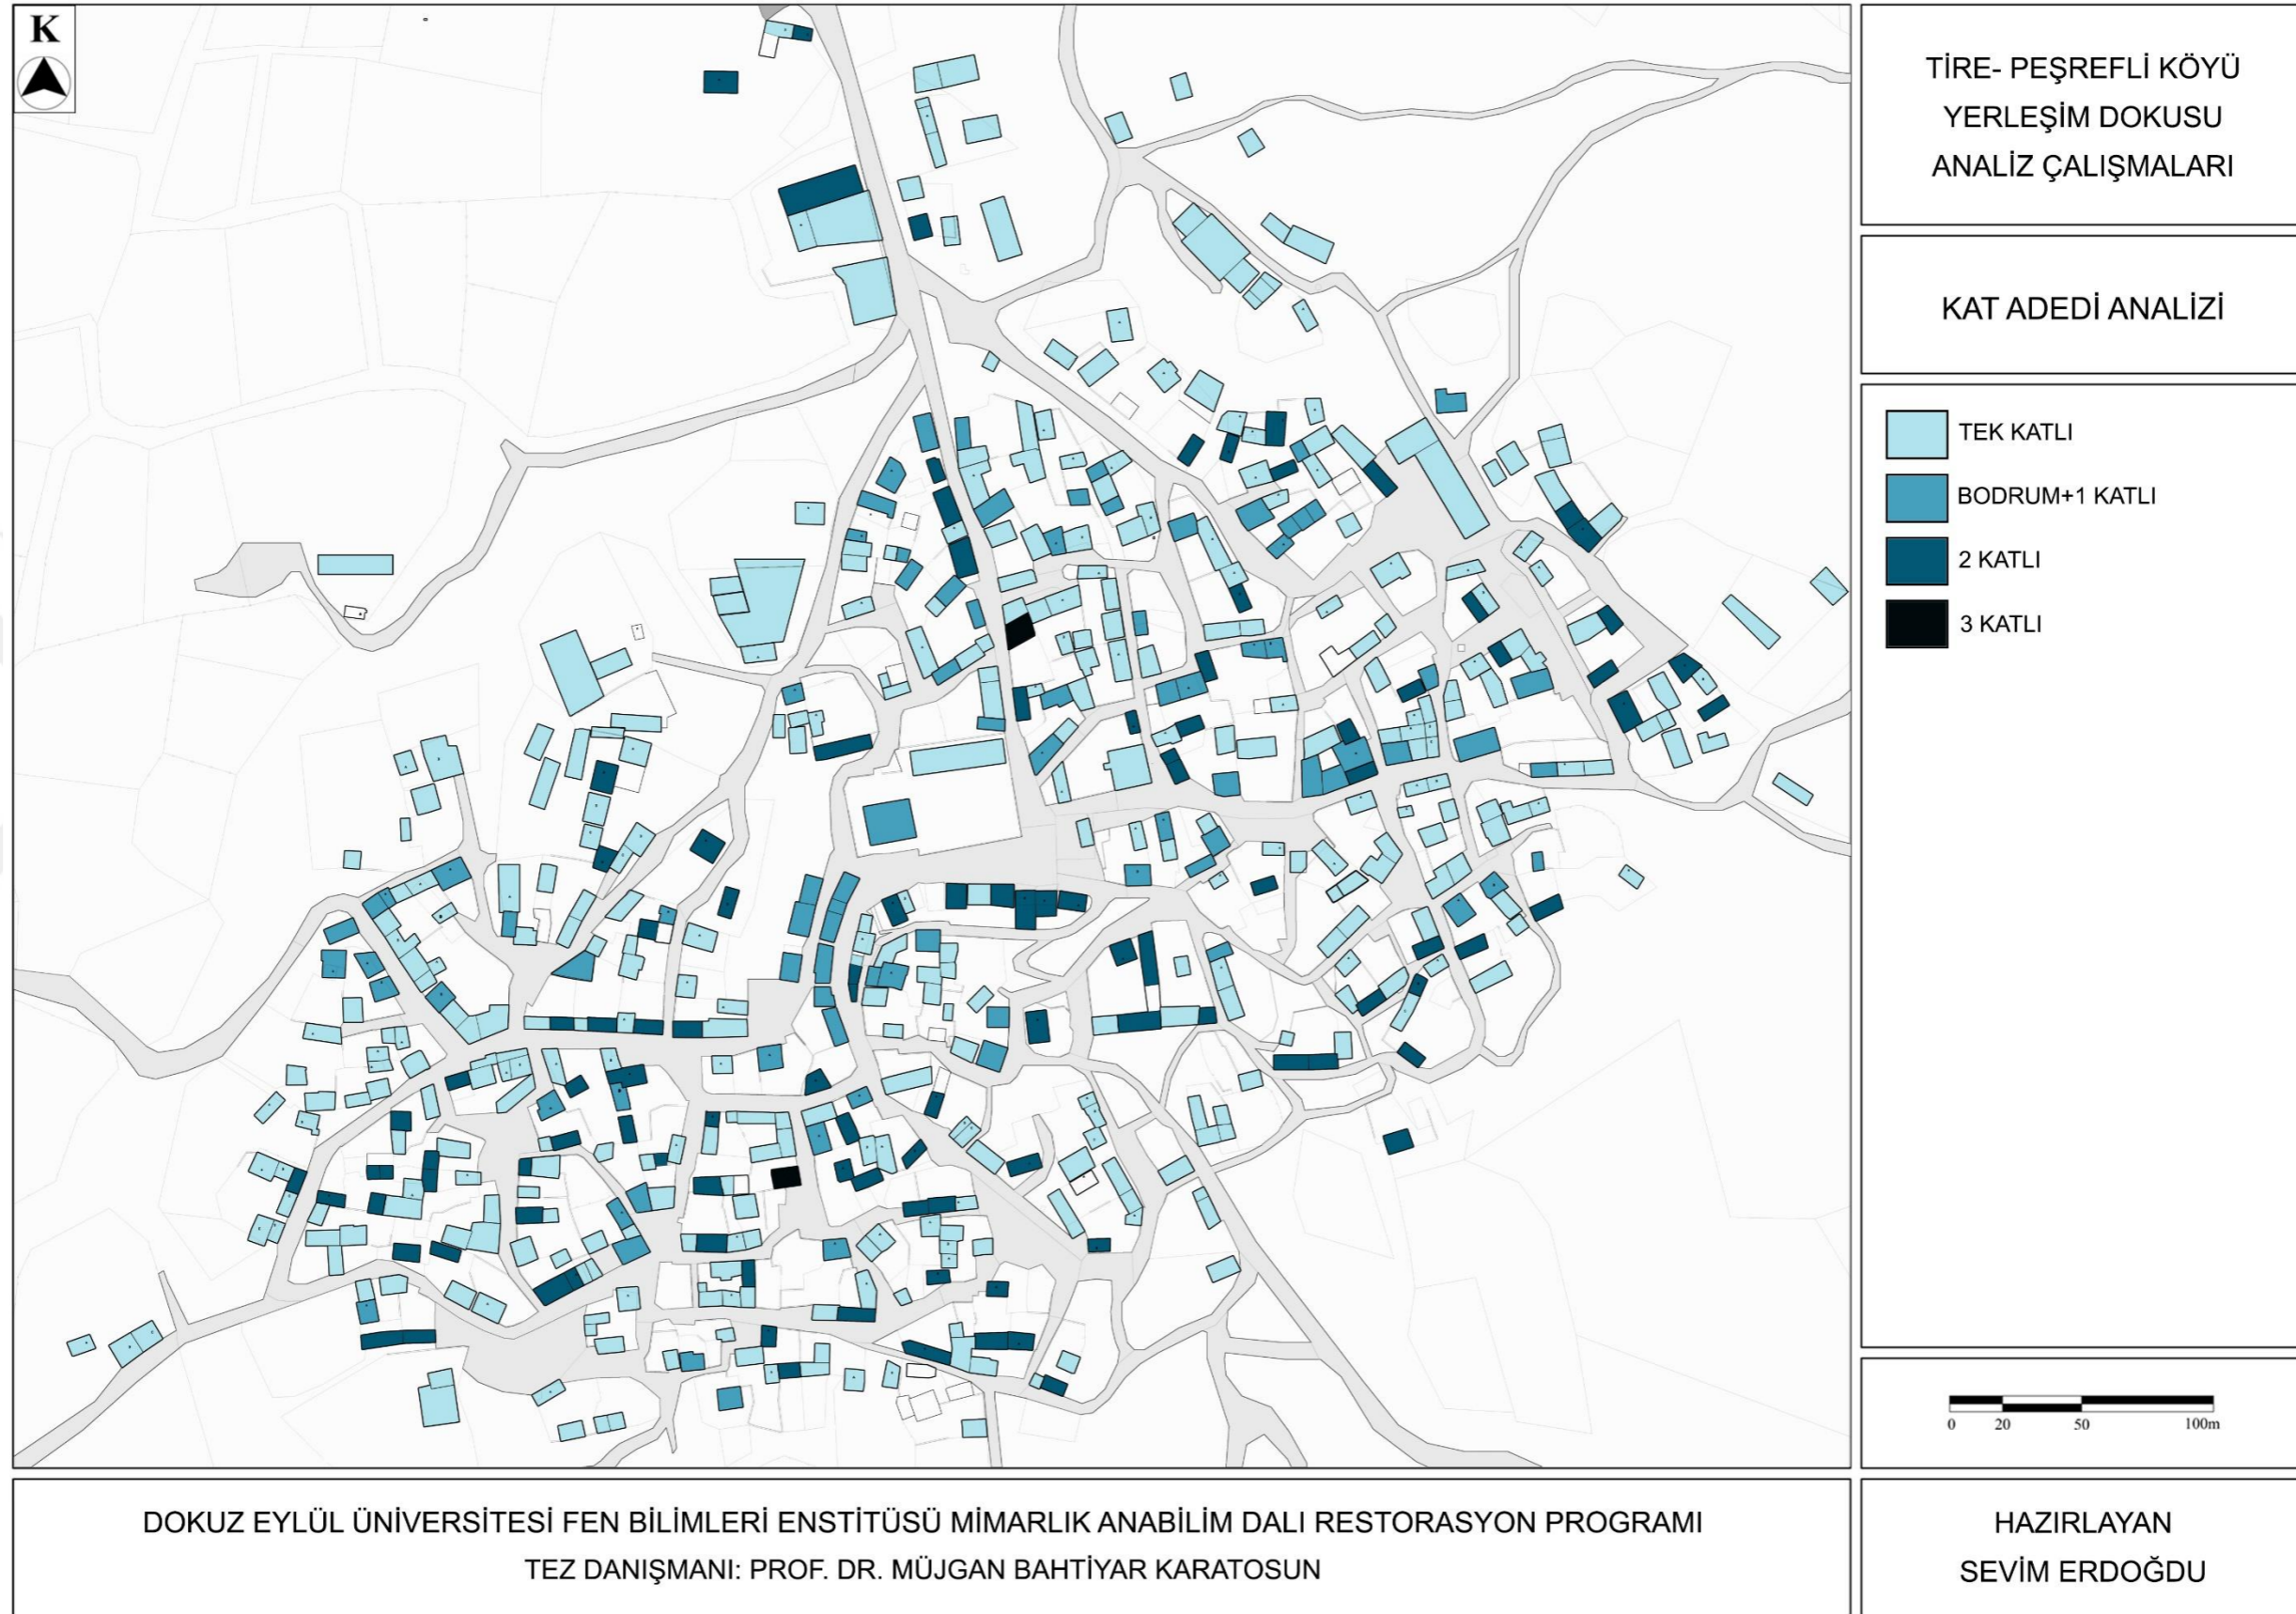 K
TİRE- PEŞREFLİ KÖYÜ
YERLEŞİM DOKUSU
ANALİZ ÇALIŞMALARI
KAT ADEDİ ANALİZİ
TEK KATLI
BODRUM+1 KATLI
2 KATLI
3 KATLI
0 20 50 100m
DOKUZ EYLÜL ÜNİVERSİTESİ FEN BİLİMLERİ ENSTİTÜSÜ MİMARLIK ANABİLİM DALI RESTORASYON PROGRAMI
TEZ DANIŞMANI: PROF. DR. MÜJGAN BAHTİYAR KARATOSUN
HAZIRLAYAN
SEVİM ERDOĞDU